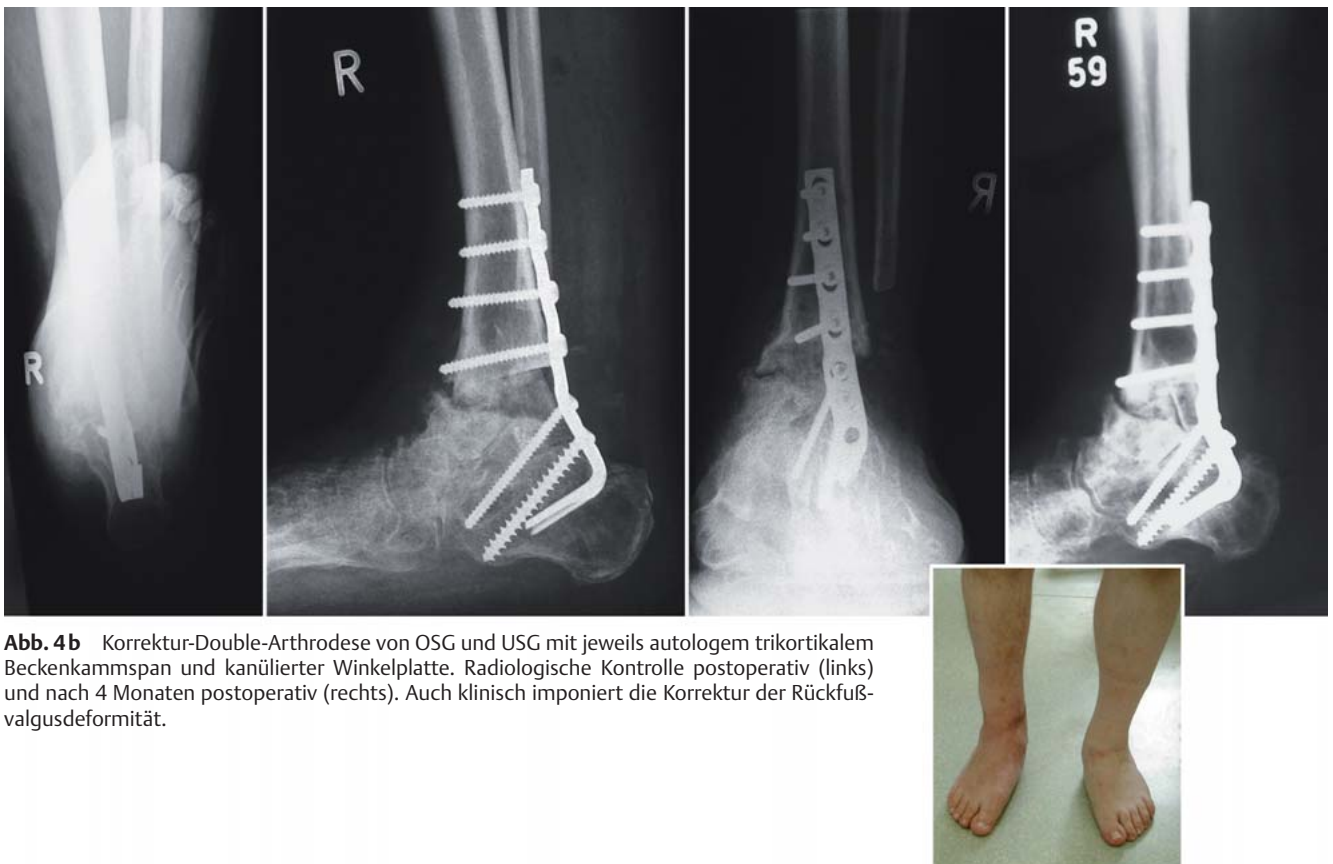 R
R
R
R
59
Abb. 4b Korrektur-Double-Arthrodese von OSG und USG mit jeweils autologem trikortikalem
Beckenkammspan und kanülierter Winkelplatte. Radiologische Kontrolle postoperativ (links)
und nach 4 Monaten postoperativ (rechts). Auch klinisch imponiert die Korrektur der Rückfuß-
valgusdeformität.